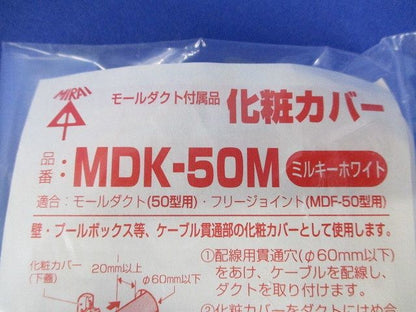 MIRAI
モールダクト付属品 化粧カバー
品番: MDK-50M ミルキーホワイト
適合:モールダクト(50型用)・フリージョイント(MDF-50型用)
壁・プールボックス等、ケーブル貫通部の化粧カバーとして使用します。
化粧カバー
(下蓋)
20mm以上
φ60mm以下
①配線用貫通穴(φ60mm以下)
をあけ、ケーブルを配線し、
ダクトを取り付けます。
②化粧カバーをダクトにはめ合